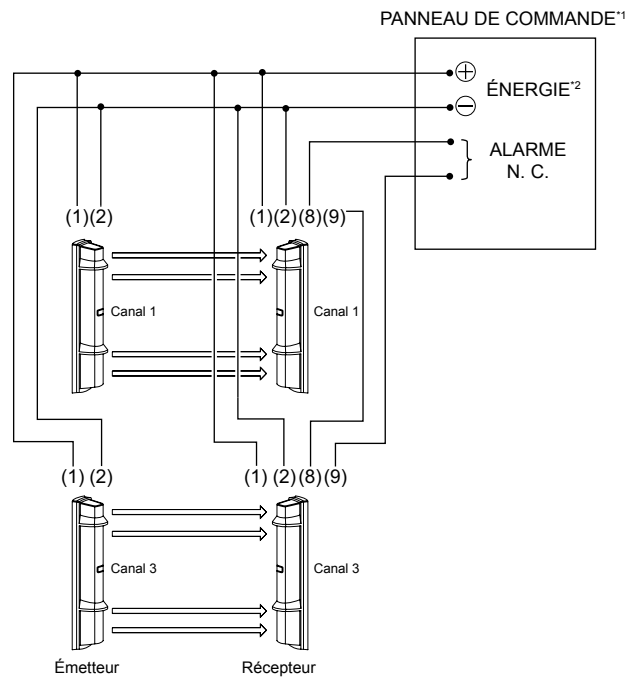 PANNEAU DE COMMANDE*1
ÉNERGIE*2
ALARME
N. C.
(1)(2)
(1)(2)(8)(9)
Canal 1
Canal 1
(1) (2)
(1) (2)(8)(9)
Canal 3
Canal 3
Émetteur
Récepteur